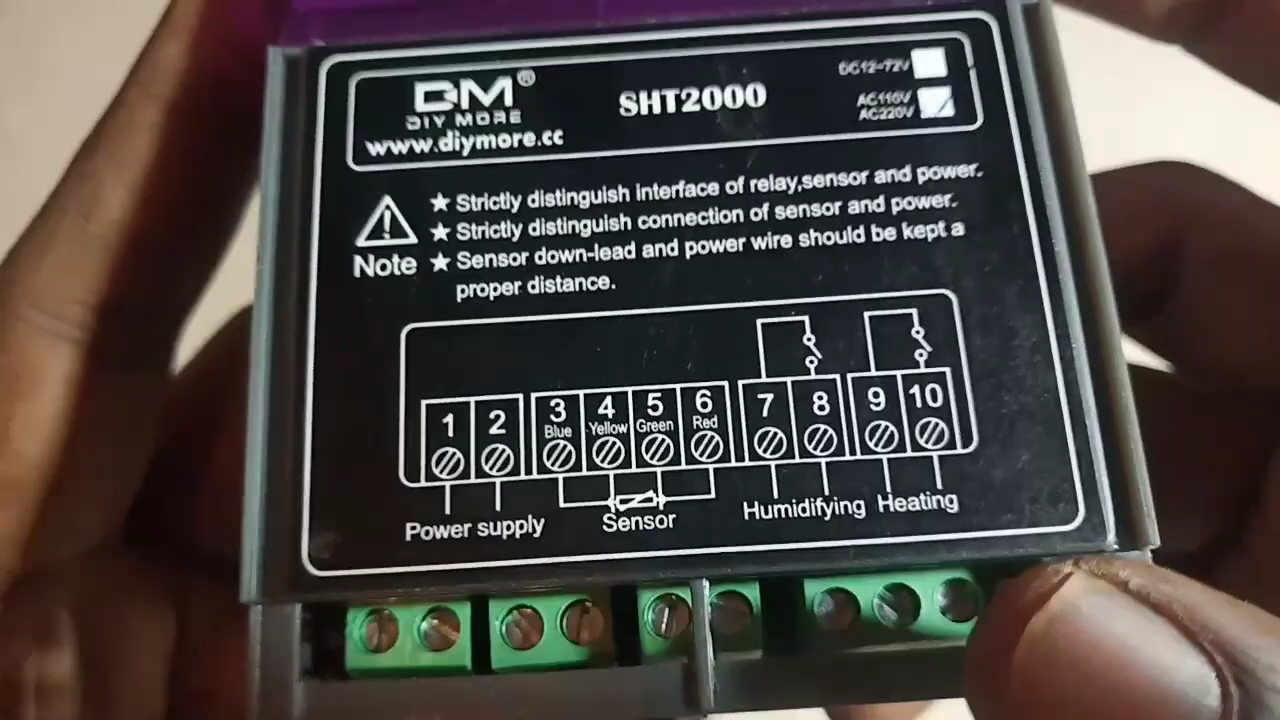 DM®
DIY MORE
www.diymore.cc
SHT2000
DC12-72V
AC110V
AC220V
★ Strictly distinguish interface of relay,sensor and power.
★ Strictly distinguish connection of sensor and power.
Note ★ Sensor down-lead and power wire should be kept a
proper distance.
1 2 3 4 5 6 7 8 9 10
Blue Yellow Green Red
Power supply Sensor Humidifying Heating